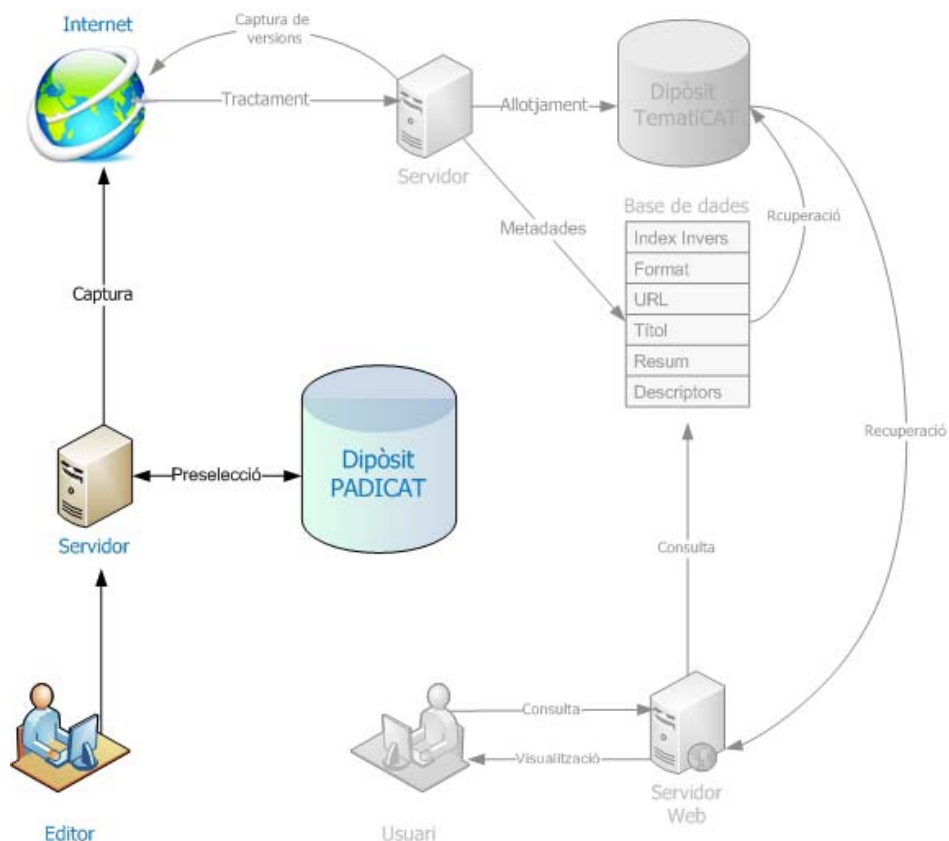 Internet
Captura de
versions
Tractament
Servidor
Allotjament
Dipòsit
TematiCAT
Metadades
Base de dades
Index Invers
Format
URL
Títol
Resum
Descriptors
Rcuperació
Recuperació
Captura
Servidor
Preselecció
Dipòsit
PADICAT
Editor
Consulta
Consulta
Visualització
Usuari
Servidor
Web